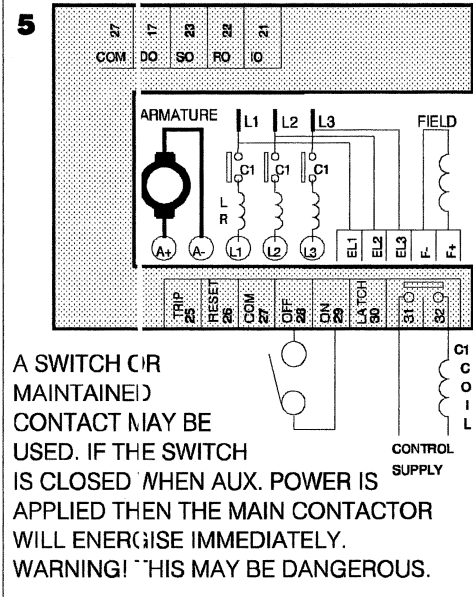 5
27 17 23 22 21
COM DO SO RO IO
ARMATURE L1 L2 L3 FIELD
C1 C1 C1
L
R
A+ A- L1 L2 L3 EL1 EL2 EL3 F- F+
TRIP RESET COM OFF ON LATCH
25 26 27 28 29 30 31 32
C1
C
O
I
L
CONTROL
SUPPLY
A SWITCH OR
MAINTAINED
CONTACT MAY BE
USED. IF THE SWITCH
IS CLOSED WHEN AUX. POWER IS
APPLIED THEN THE MAIN CONTACTOR
WILL ENERGISE IMMEDIATELY.
WARNING! THIS MAY BE DANGEROUS.